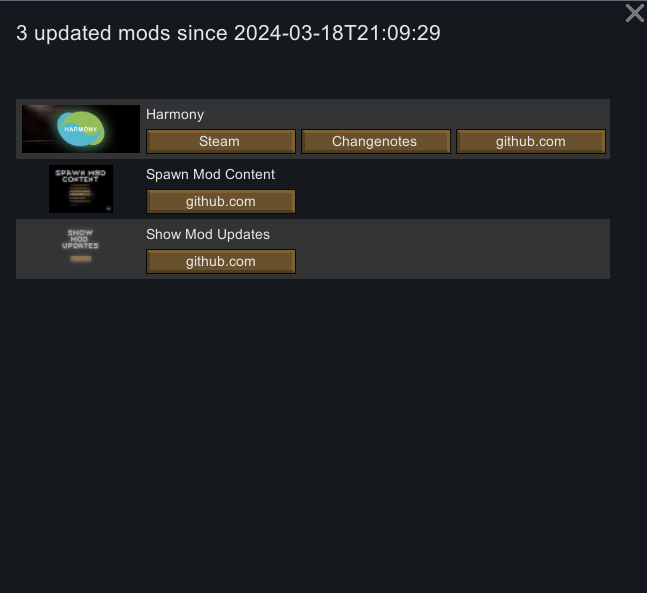 3 updated mods since 2024-03-18T21:09:29
HARMONY
Harmony
Steam
Changenotes
github.com
SPAWN MOD
CONTENT
Spawn Mod Content
github.com
SHOW
MOD
UPDATES
Show Mod Updates
github.com